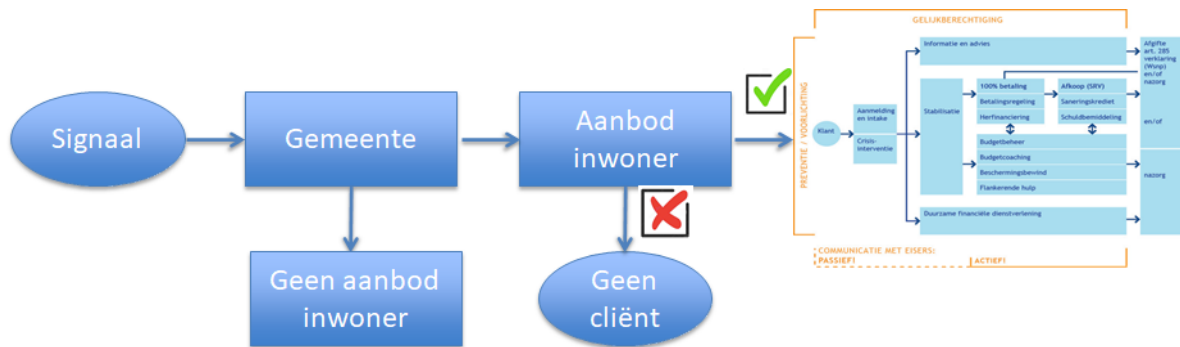 Signaal
Gemeente
Aanbod
inwoner
Geen aanbod
inwoner
Geen
cliënt
GELIJKBERECHTIGING
PREVENTIE / VOORLICHTING
Klant
Aanmelding
en intake
Crisis-
interventie
Informatie en advies
Stabilisatie
100% betaling
Betalingsregeling
Herfinanciering
Afkoop (SRV)
Saneringskrediet
Schuldbemiddeling
Budgetbeheer
Budgetcoaching
Beschermingsbewind
Flankerende hulp
Duurzame financiële dienstverlening
Afgifte
art. 285
verklaring
(Wsnp)
en/of
nazorg
en/of
nazorg
COMMUNICATIE MET EISERS:
PASSIEF!
ACTIEF!